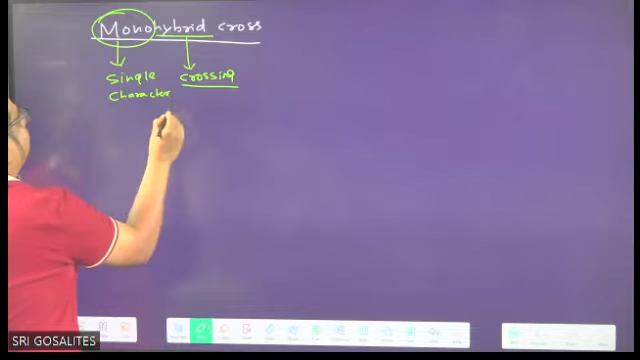 Monohybrid cross
Single crossing
Character
SRI GOSALITES